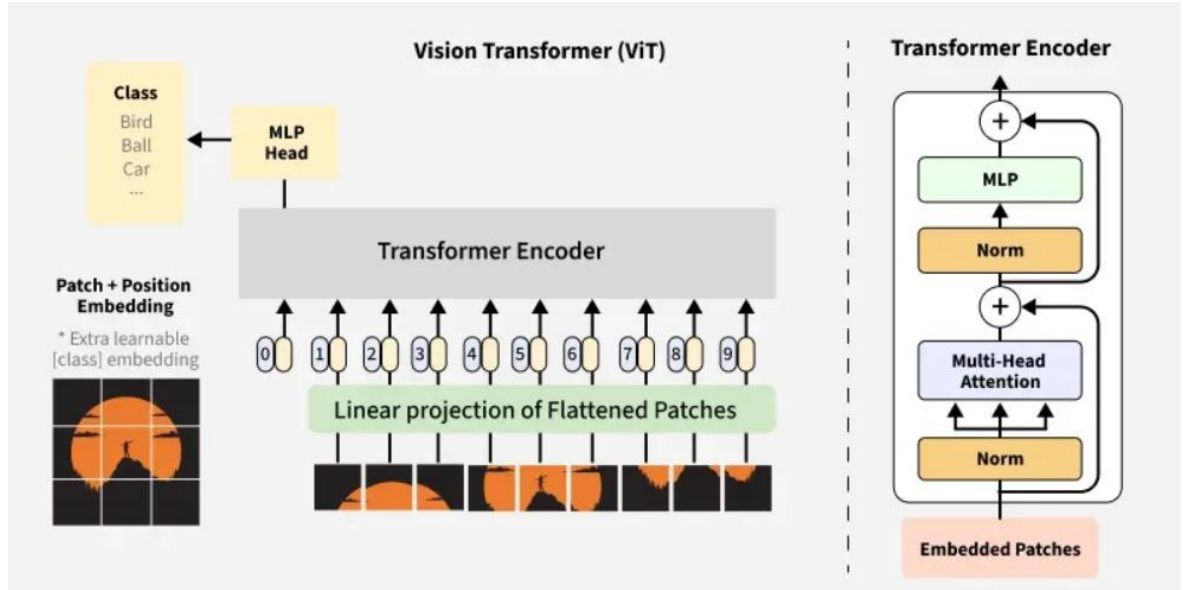 Vision Transformer (ViT)
Class
Bird
Ball
Car
...
MLP
Head
Transformer Encoder
Patch + Position
Embedding
* Extra learnable
[class] embedding
0 1 2 3 4 5 6 7 8 9
Linear projection of Flattened Patches
Transformer Encoder
+
MLP
Norm
+
Multi-Head
Attention
Norm
Embedded Patches